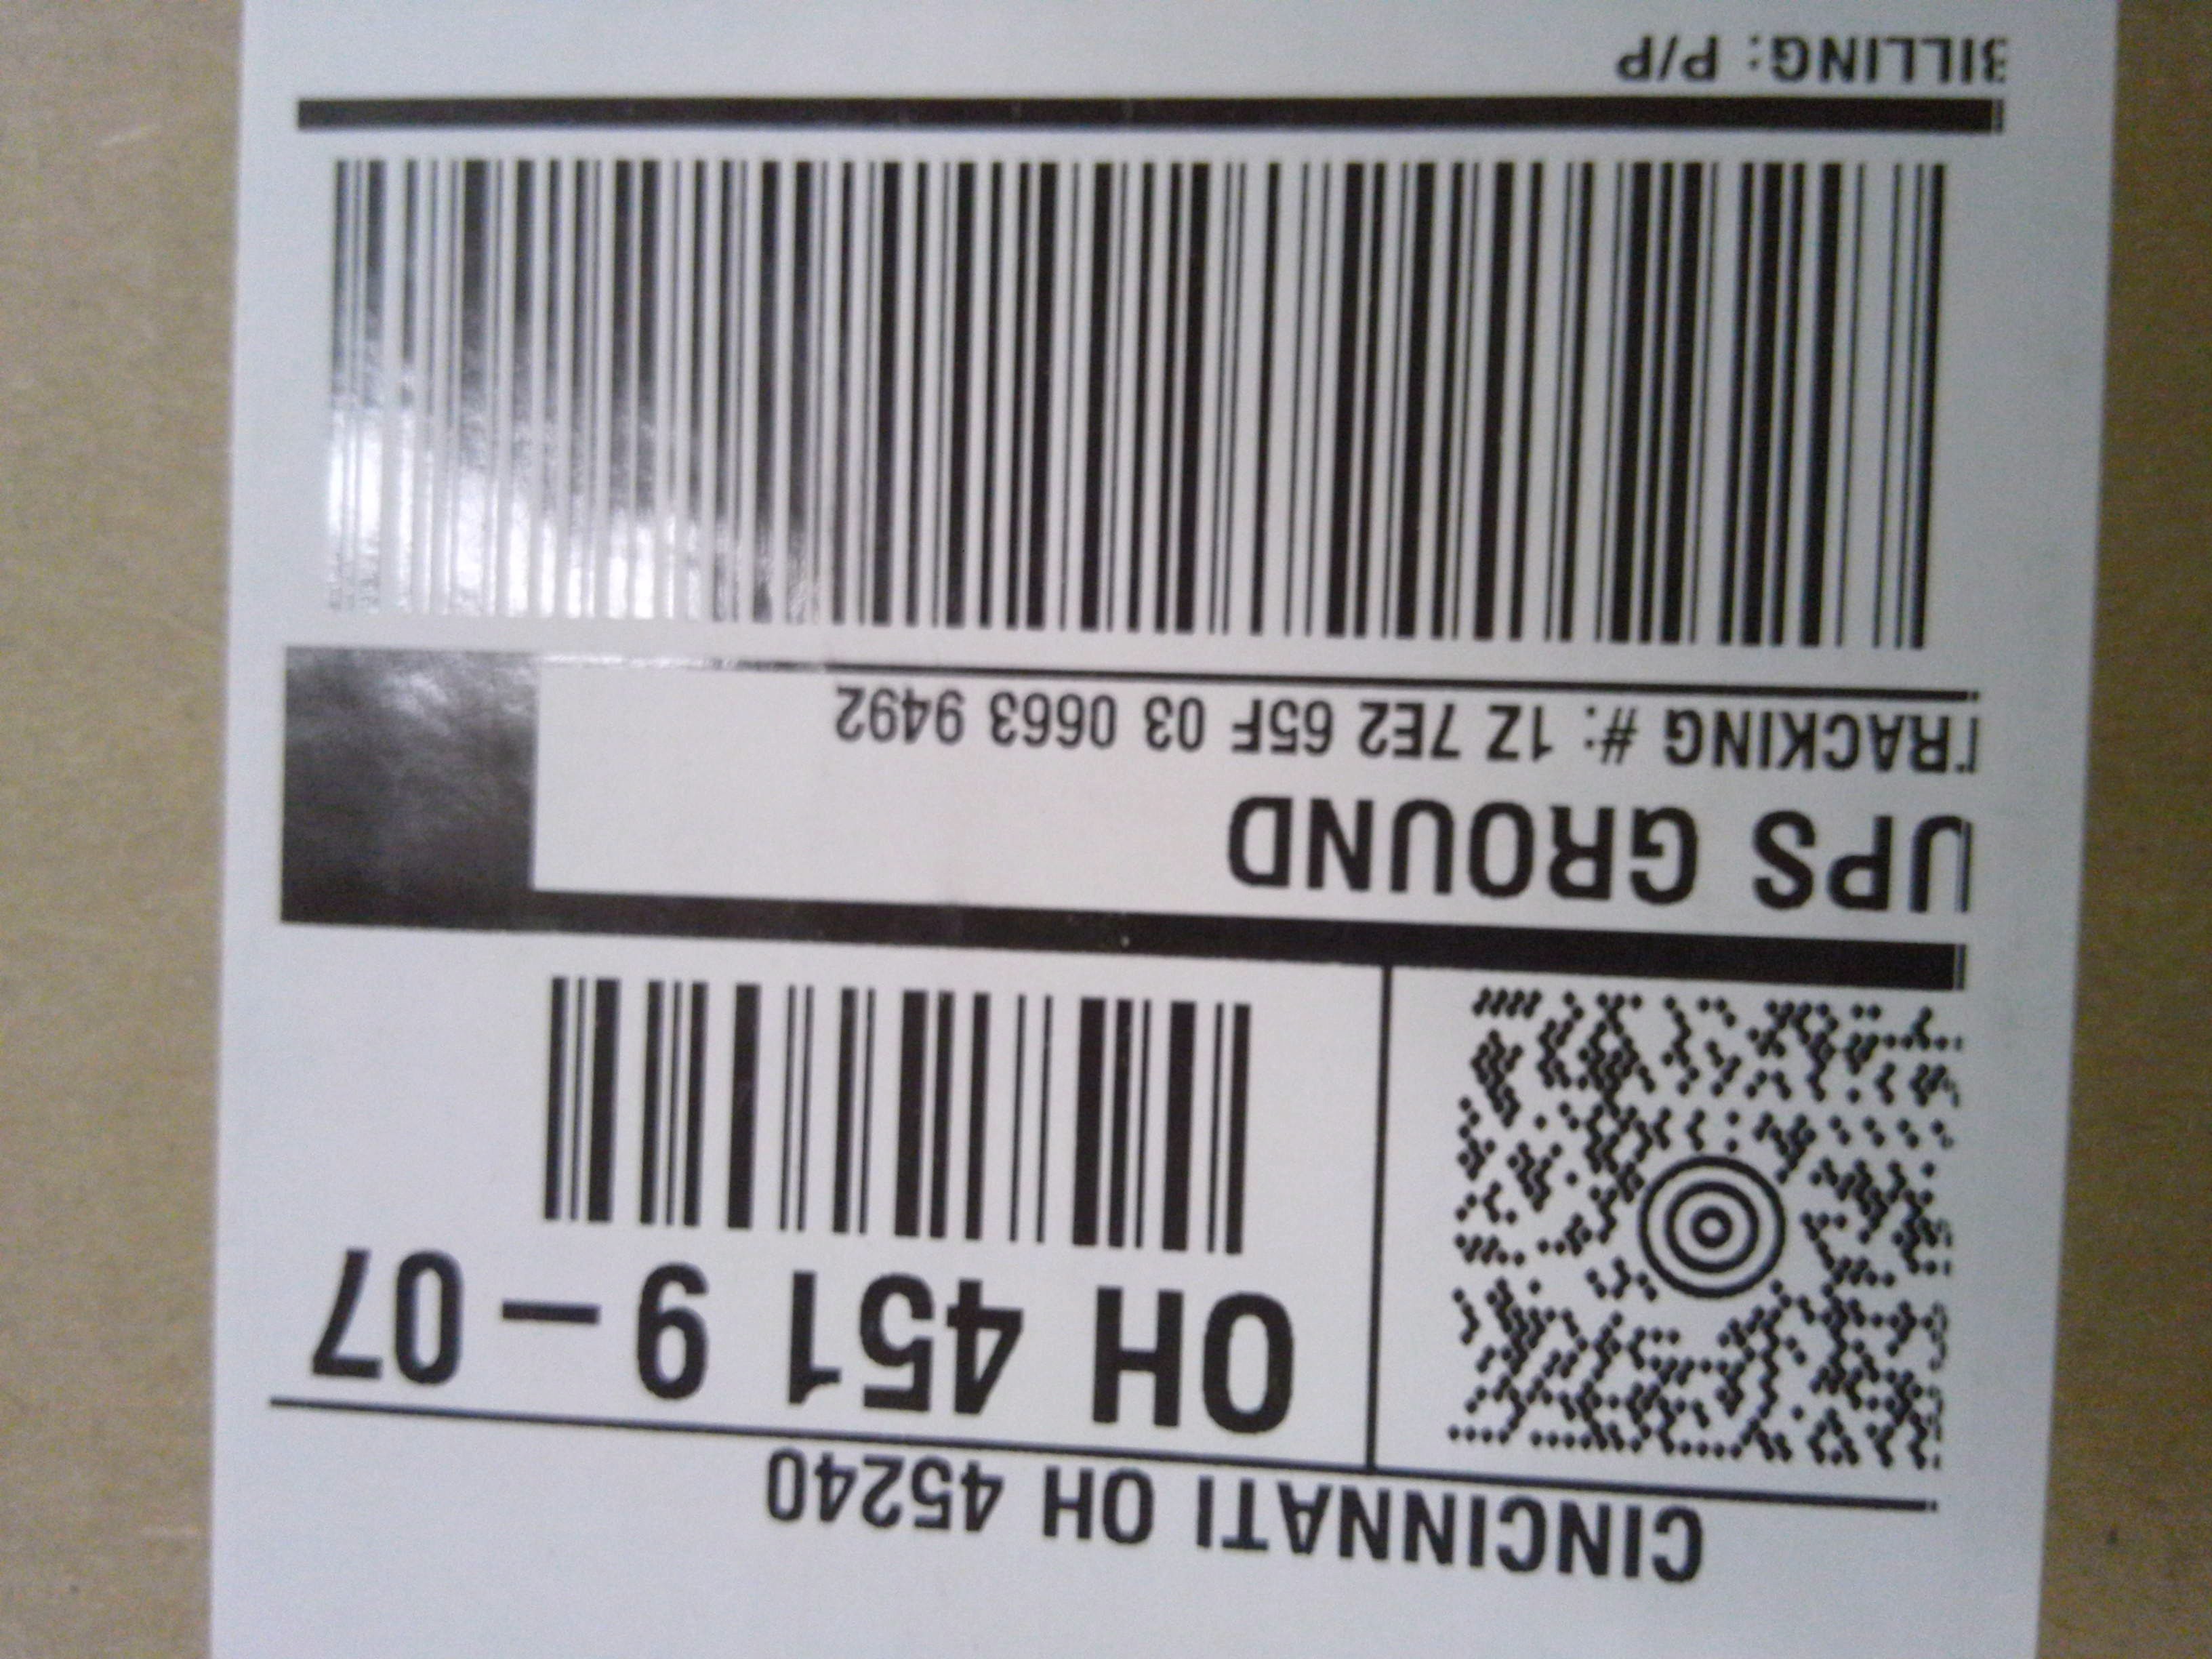 CINCINNATI OH 45240
OH 451 9-07
UPS GROUND
TRACKING #: 1Z 7E2 65F 03 0663 9492
BILLING: P/P